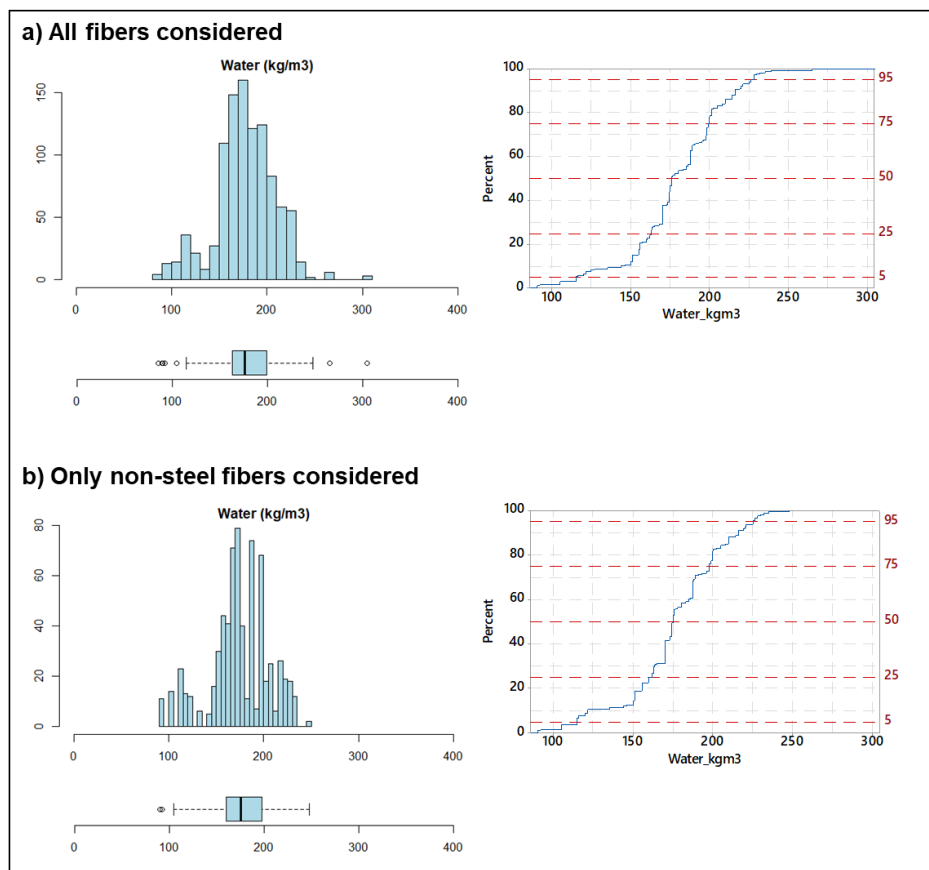 a) All fibers considered
Water (kg/m3)
150
100
50
0
0 100 200 300 400
0 100 200 300 400
100
80
60
40
20
0
Percent
95
75
50
25
5
100 150 200 250 300
Water_kgm3
b) Only non-steel fibers considered
Water (kg/m3)
80
60
40
20
0
0 100 200 300 400
0 100 200 300 400
100
80
60
40
20
0
Percent
95
75
50
25
5
100 150 200 250 300
Water_kgm3